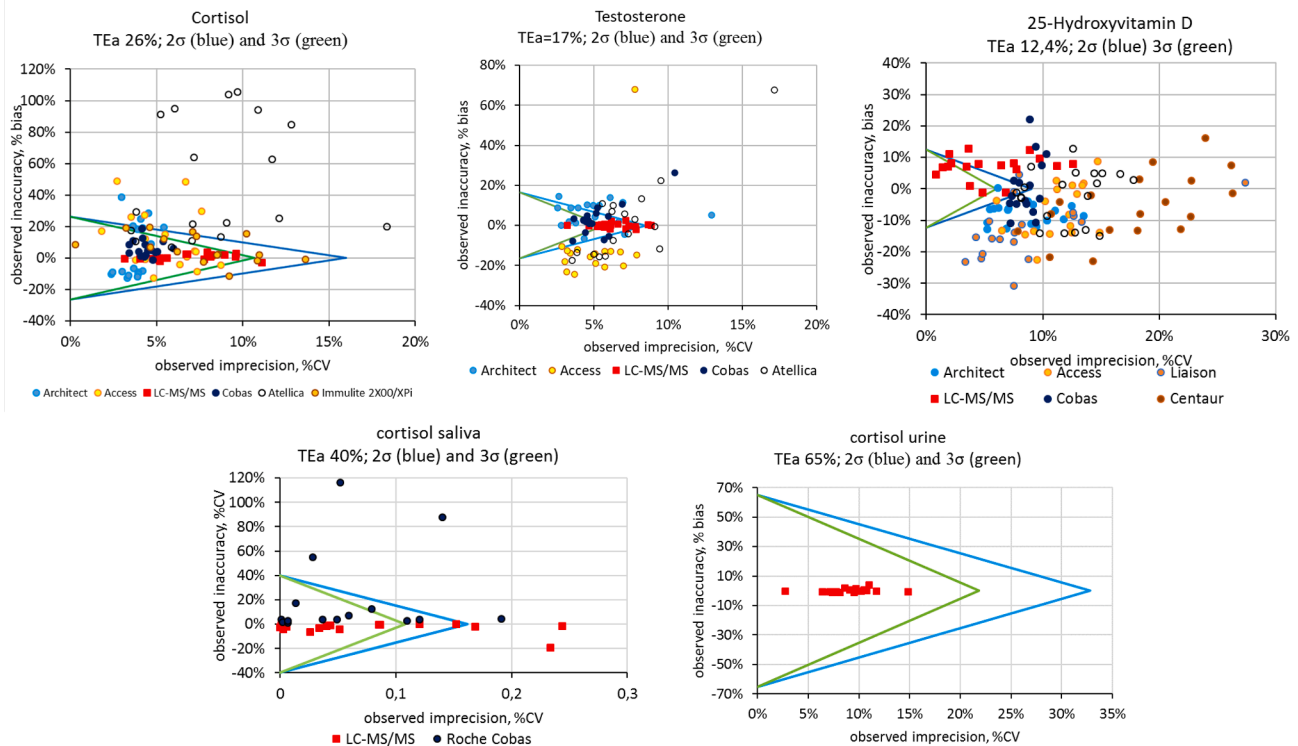 Cortisol
TEa 26%; 2σ (blue) and 3σ (green)
120%
100%
80%
60%
40%
20%
0%
-20%
-40%
observed inaccuracy, % bias
0% 5% 10% 15% 20%
observed imprecision, %CV
Architect Access LC-MS/MS Cobas Atellica Immulite 2X00/XPi
Testosterone
TEa=17%; 2σ (blue) and 3σ (green)
80%
60%
40%
20%
0%
-20%
-40%
observed inaccuracy, % bias
0% 5% 10% 15% 20%
observed imprecision, %CV
Architect Access LC-MS/MS Cobas Atellica
25-Hydroxyvitamin D
TEa 12,4%; 2σ (blue) 3σ (green)
40%
30%
20%
10%
0%
-10%
-20%
-30%
-40%
observed inaccuracy, % bias
0% 10% 20% 30%
observed imprecision, %CV
Architect Access Liaison
LC-MS/MS Cobas Centaur
cortisol saliva
TEa 40%; 2σ (blue) and 3σ (green)
120%
100%
80%
60%
40%
20%
0%
-20%
-40%
observed inaccuracy, %CV
0 0,1 0,2 0,3
observed imprecision, %CV
LC-MS/MS Roche Cobas
cortisol urine
TEa 65%; 2σ (blue) and 3σ (green)
70%
50%
30%
10%
-10%
-30%
-50%
-70%
observed inaccuracy, % bias
0% 5% 10% 15% 20% 25% 30% 35%
observed imprecision, %CV